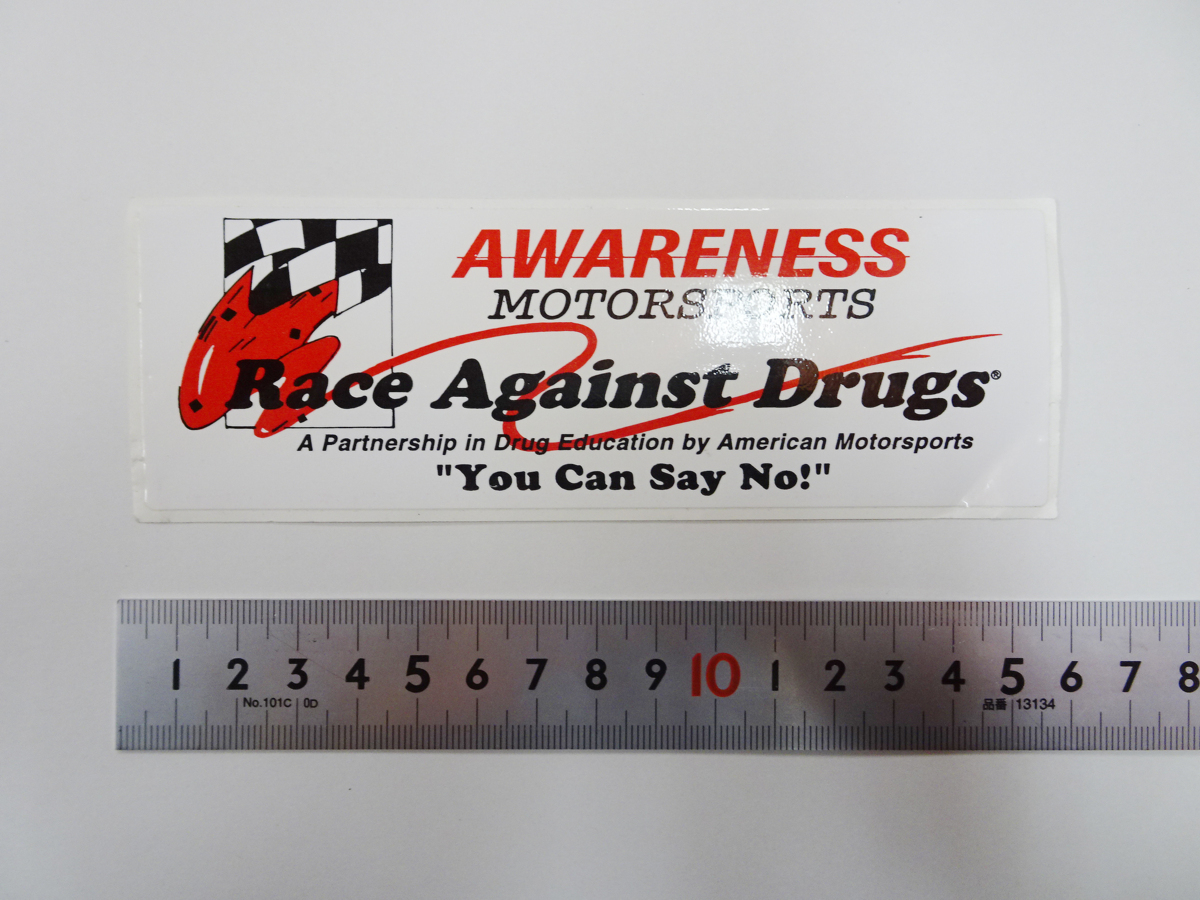 AWARENESS
MOTORSPORTS
Race Against Drugs®
A Partnership in Drug Education by American Motorsports
"You Can Say No!"
1 2 3 4 5 6 7 8 9 10 1 2 3 4 5 6 7 8
No.101C 0D 品番 13134